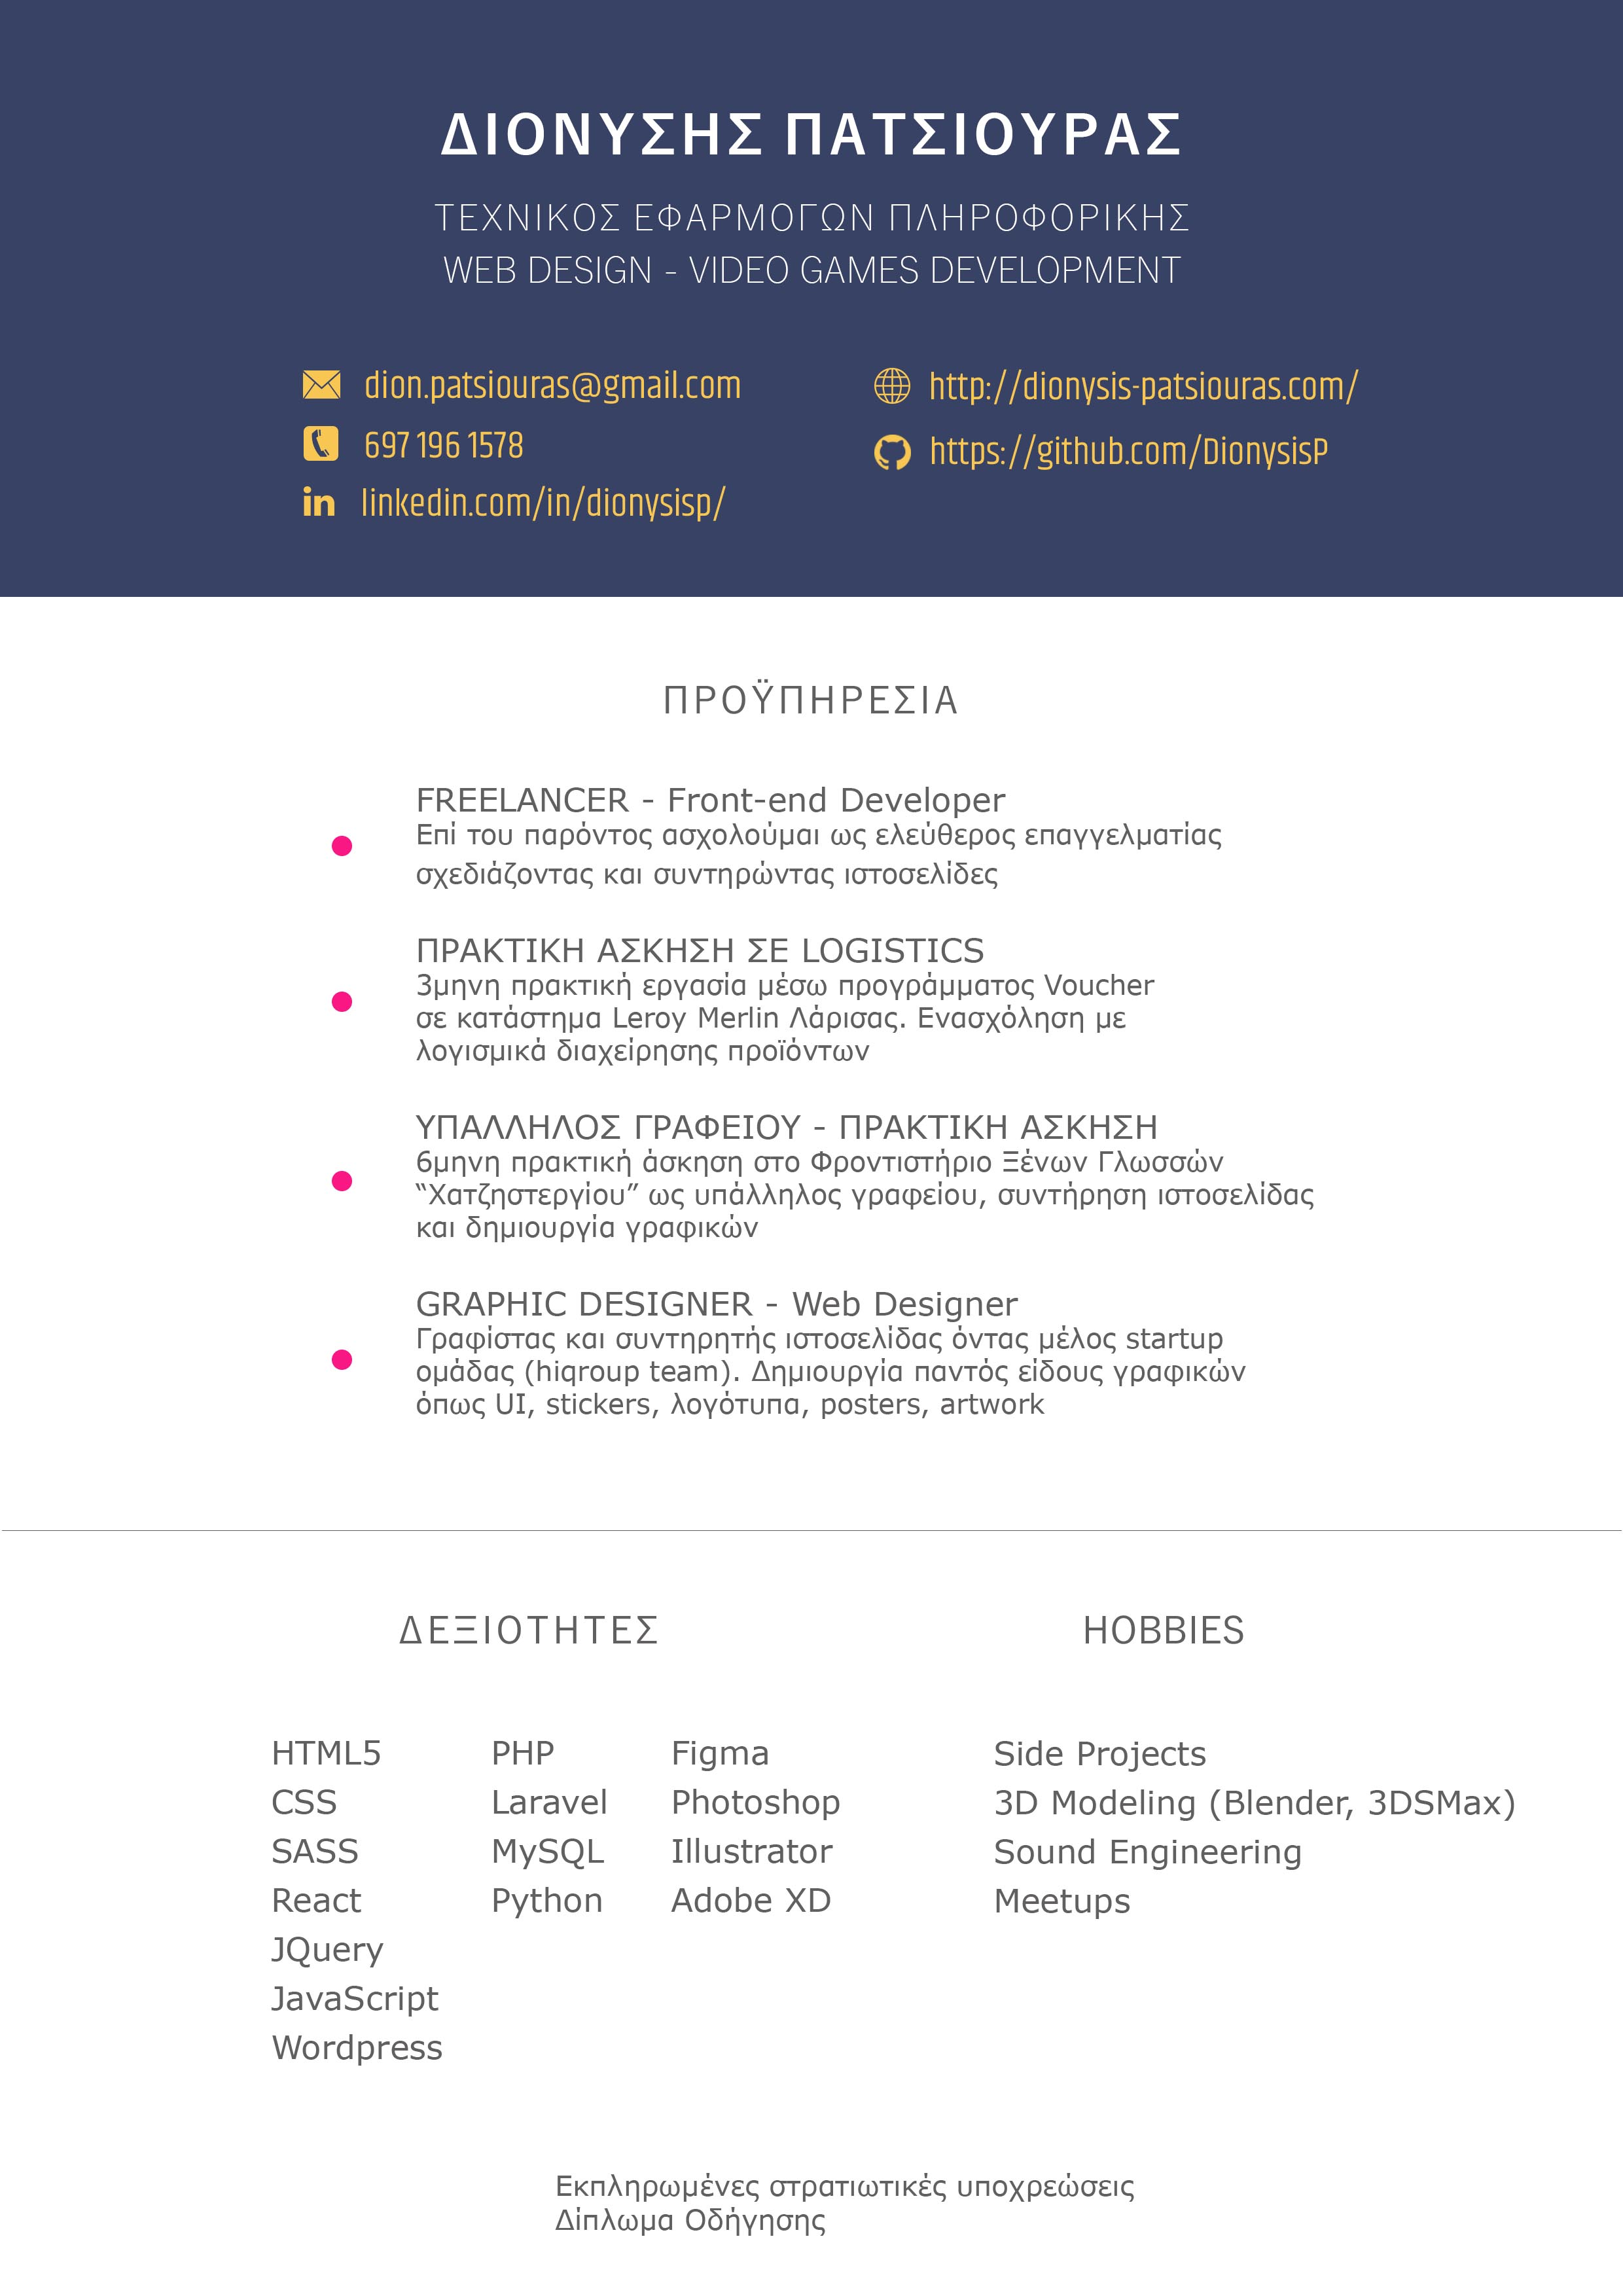 ΔΙΟΝΥΣΗΣ ΠΑΤΣΙΟΥΡΑΣ
ΤΕΧΝΙΚΟΣ ΕΦΑΡΜΟΓΩΝ ΠΛΗΡΟΦΟΡΙΚΗΣ
WEB DESIGN - VIDEO GAMES DEVELOPMENT
dion.patsiouras@gmail.com
697 196 1578
linkedin.com/in/dionysisp/
http://dionysis-patsiouras.com/
https://github.com/DionysisP
ΠΡΟΫΠΗΡΕΣΙΑ
FREELANCER - Front-end Developer
Επί του παρόντος ασχολούμαι ως ελεύθερος επαγγελματίας
σχεδιάζοντας και συντηρώντας ιστοσελίδες
ΠΡΑΚΤΙΚΗ ΑΣΚΗΣΗ ΣΕ LOGISTICS
3μηνη πρακτική εργασία μέσω προγράμματος Voucher
σε κατάστημα Leroy Merlin Λάρισας. Ενασχόληση με
λογισμικά διαχείρησης προϊόντων
ΥΠΑΛΛΗΛΟΣ ΓΡΑΦΕΙΟΥ - ΠΡΑΚΤΙΚΗ ΑΣΚΗΣΗ
6μηνη πρακτική άσκηση στο Φροντιστήριο Ξένων Γλωσσών
“Χατζηστεργίου” ως υπάλληλος γραφείου, συντήρηση ιστοσελίδας
και δημιουργία γραφικών
GRAPHIC DESIGNER - Web Designer
Γραφίστας και συντηρητής ιστοσελίδας όντας μέλος startup
ομάδας (hiqroup team). Δημιουργία παντός είδους γραφικών
όπως UI, stickers, λογότυπα, posters, artwork
ΔΕΞΙΟΤΗΤΕΣ
HTML5
CSS
SASS
React
JQuery
JavaScript
Wordpress
PHP
Laravel
MySQL
Python
Figma
Photoshop
Illustrator
Adobe XD
HOBBIES
Side Projects
3D Modeling (Blender, 3DSMax)
Sound Engineering
Meetups
Εκπληρωμένες στρατιωτικές υποχρεώσεις
Δίπλωμα Οδήγησης